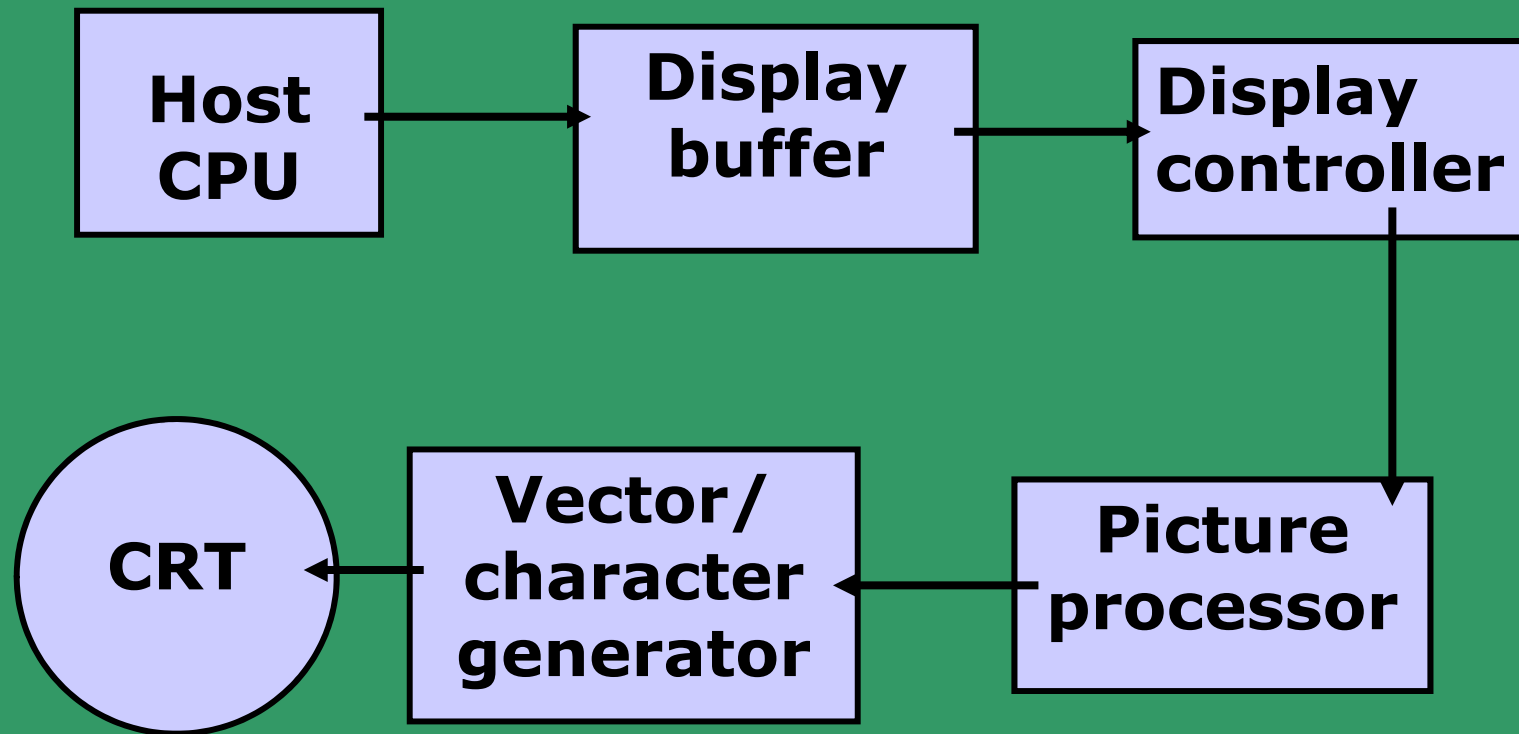 Host
CPU
Display
buffer
Display
controller
Picture
processor
Vector/
character
generator
CRT